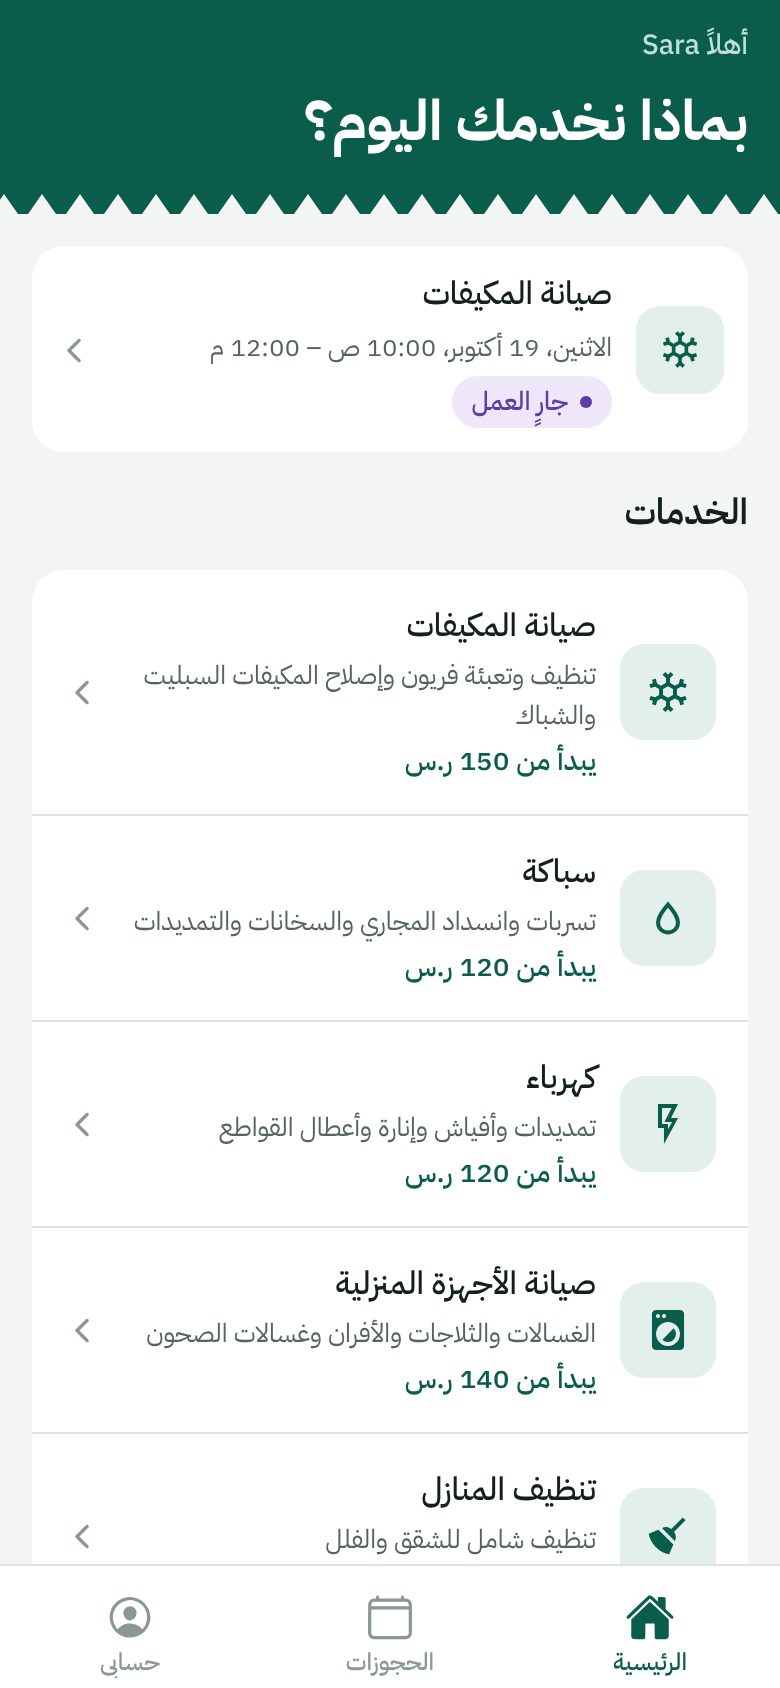 أهلاً Sara
بماذا نخدمك اليوم؟
صيانة المكيفات
الاثنين، 19 أكتوبر، 10:00 ص – 12:00 م
جارٍ العمل
الخدمات
صيانة المكيفات
تنظيف وتعبئة فريون وإصلاح المكيفات السبليت
والشباك
يبدأ من 150 ر.س
سباكة
تسربات وانسداد المجاري والسخانات والتمديدات
يبدأ من 120 ر.س
كهرباء
تمديدات وأفياش وإنارة وأعطال القواطع
يبدأ من 120 ر.س
صيانة الأجهزة المنزلية
الغسالات والثلاجات والأفران وغسالات الصحون
يبدأ من 140 ر.س
تنظيف المنازل
تنظيف شامل للشقق والفلل
الرئيسية
الحجوزات
حسابي